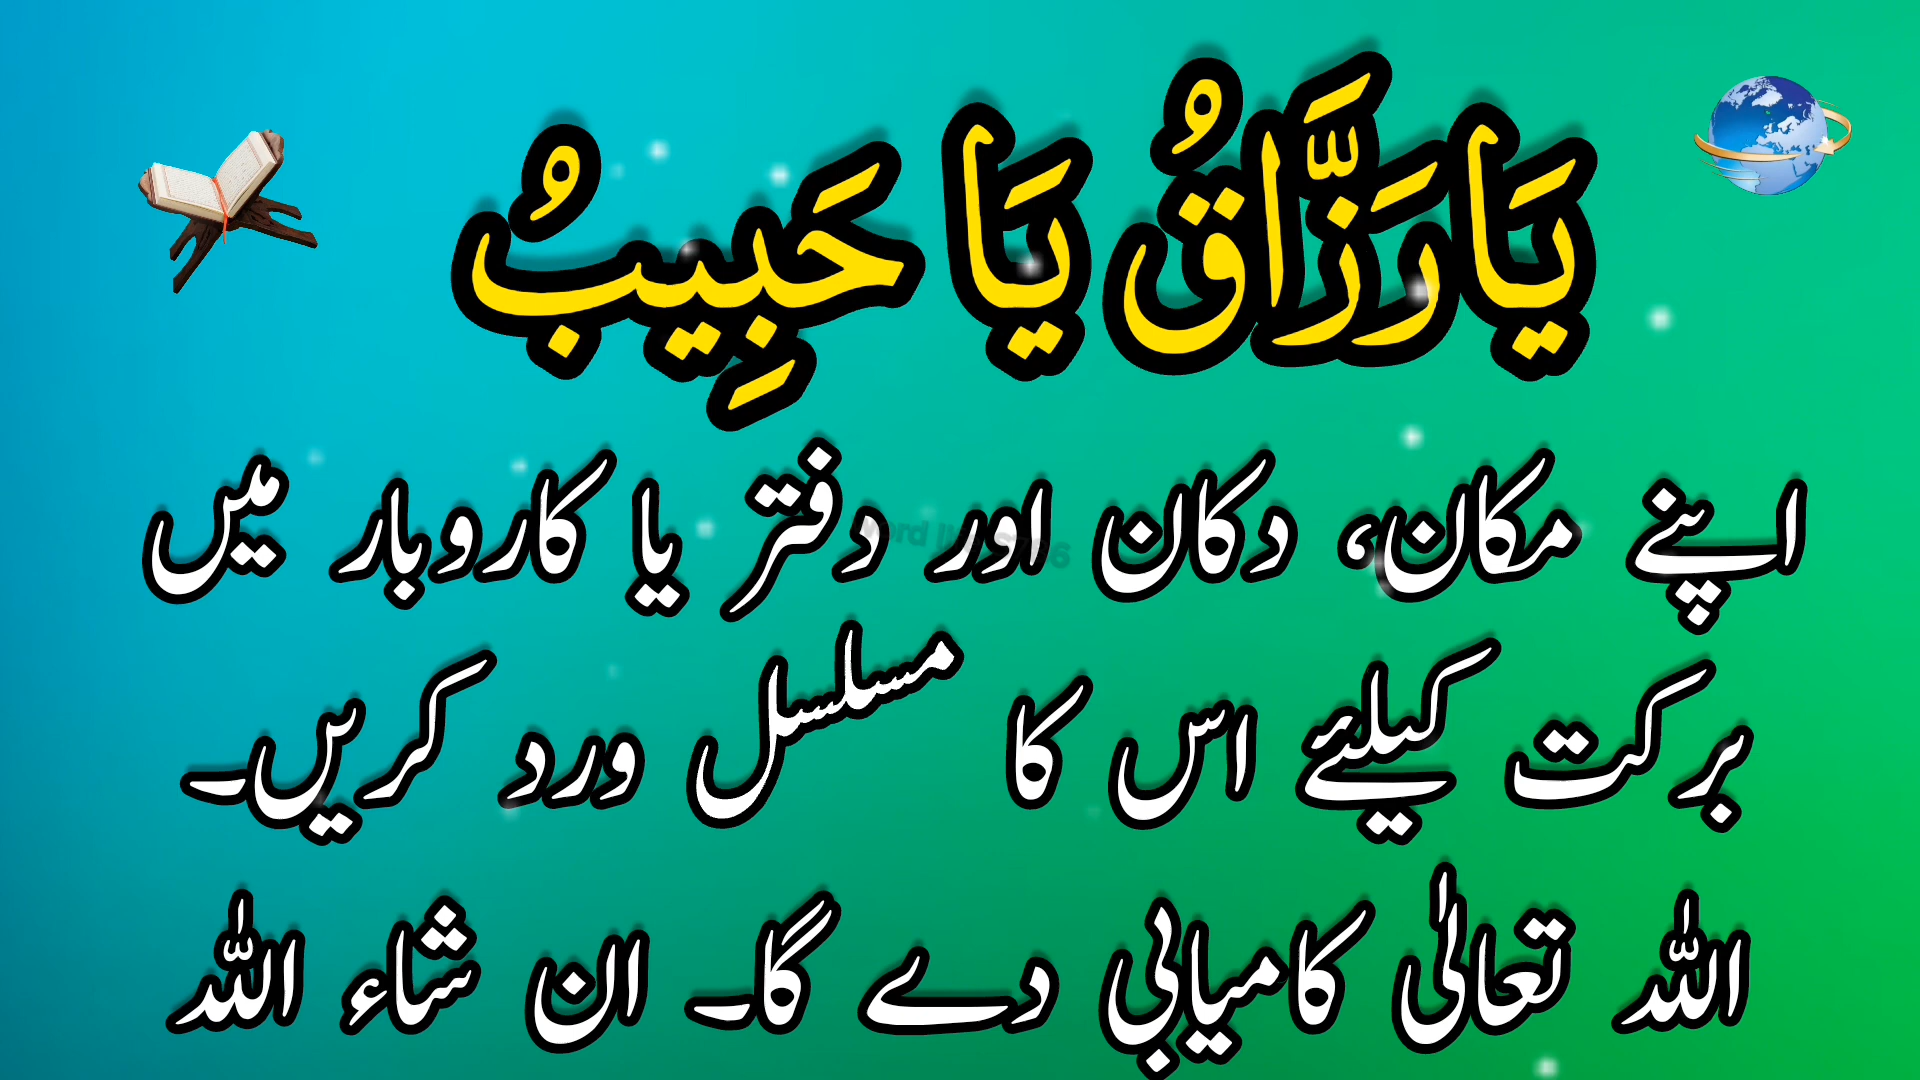 یَا رَزَّاقُ یَا حَبِیبُ
اپنے مکان، دکان اور دفتر یا کاروبار میں
برکت کیلئے اس کا مسلسل ورد کریں۔
اللہ تعالٰی کامیابی دے گا۔ ان شاء اللہ